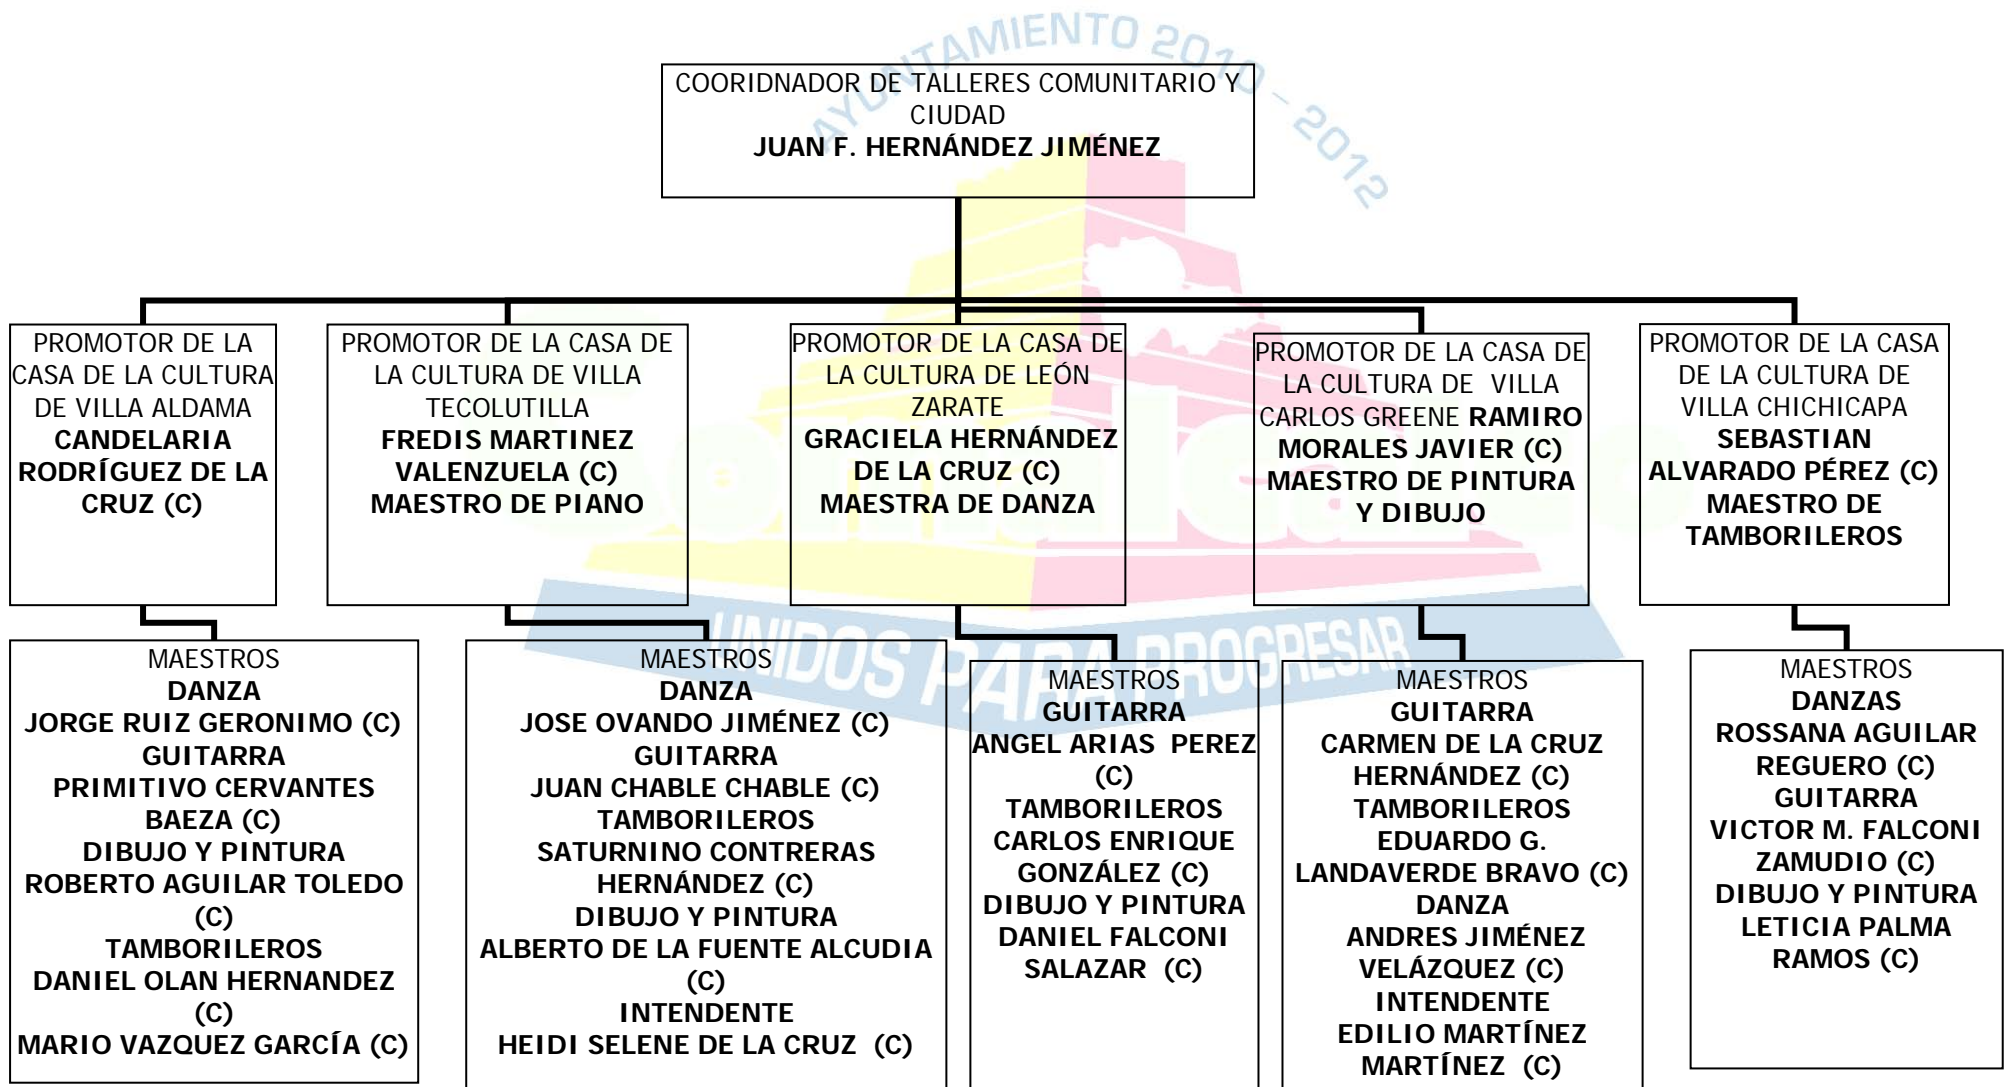 AYUNTAMIENTO 2010 - 2012
COORIDNADOR DE TALLERES COMUNITARIO Y
CIUDAD
JUAN F. HERNÁNDEZ JIMÉNEZ
PROMOTOR DE LA
CASA DE LA CULTURA
DE VILLA ALDAMA
CANDELARIA
RODRÍGUEZ DE LA
CRUZ (C)
PROMOTOR DE LA CASA DE
LA CULTURA DE VILLA
TECOLUTILLA
FREDIS MARTINEZ
VALENZUELA (C)
MAESTRO DE PIANO
PROMOTOR DE LA CASA DE
LA CULTURA DE LEÓN
ZARATE
GRACIELA HERNÁNDEZ
DE LA CRUZ (C)
MAESTRA DE DANZA
PROMOTOR DE LA CASA DE
LA CULTURA DE VILLA
CARLOS GREENE RAMIRO
MORALES JAVIER (C)
MAESTRO DE PINTURA
Y DIBUJO
PROMOTOR DE LA CASA
DE LA CULTURA DE
VILLA CHICHICAPA
SEBASTIAN
ALVARADO PÉREZ (C)
MAESTRO DE
TAMBORILEROS
Comalcalco
UNIDOS PARA PROGRESAR
MAESTROS
DANZA
JORGE RUIZ GERONIMO (C)
GUITARRA
PRIMITIVO CERVANTES
BAEZA (C)
DIBUJO Y PINTURA
ROBERTO AGUILAR TOLEDO
(C)
TAMBORILEROS
DANIEL OLAN HERNANDEZ
(C)
MARIO VAZQUEZ GARCÍA (C)
MAESTROS
DANZA
JOSE OVANDO JIMÉNEZ (C)
GUITARRA
JUAN CHABLE CHABLE (C)
TAMBORILEROS
SATURNINO CONTRERAS
HERNÁNDEZ (C)
DIBUJO Y PINTURA
ALBERTO DE LA FUENTE ALCUDIA
(C)
INTENDENTE
HEIDI SELENE DE LA CRUZ (C)
MAESTROS
GUITARRA
ANGEL ARIAS PEREZ
(C)
TAMBORILEROS
CARLOS ENRIQUE
GONZÁLEZ (C)
DIBUJO Y PINTURA
DANIEL FALCONI
SALAZAR (C)
MAESTROS
GUITARRA
CARMEN DE LA CRUZ
HERNÁNDEZ (C)
TAMBORILEROS
EDUARDO G.
LANDAVERDE BRAVO (C)
DANZA
ANDRES JIMÉNEZ
VELÁZQUEZ (C)
INTENDENTE
EDILIO MARTÍNEZ
MARTÍNEZ (C)
MAESTROS
DANZAS
ROSSANA AGUILAR
REGUERO (C)
GUITARRA
VICTOR M. FALCONI
ZAMUDIO (C)
DIBUJO Y PINTURA
LETICIA PALMA
RAMOS (C)